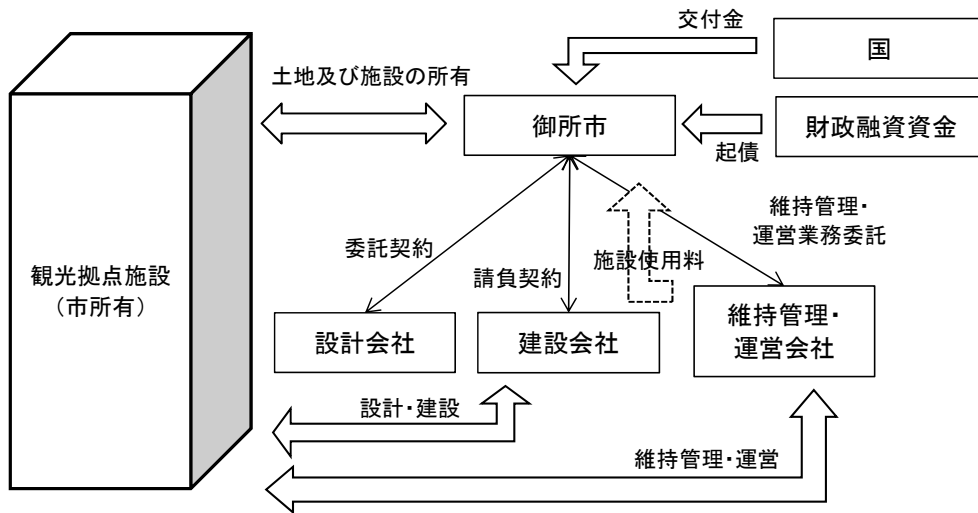 交付金
国
土地及び施設の所有
御所市
財政融資資金
起債
維持管理・
運営業務委託
委託契約
施設使用料
請負契約
観光拠点施設
（市所有）
設計会社
建設会社
維持管理・
運営会社
設計・建設
維持管理・運営